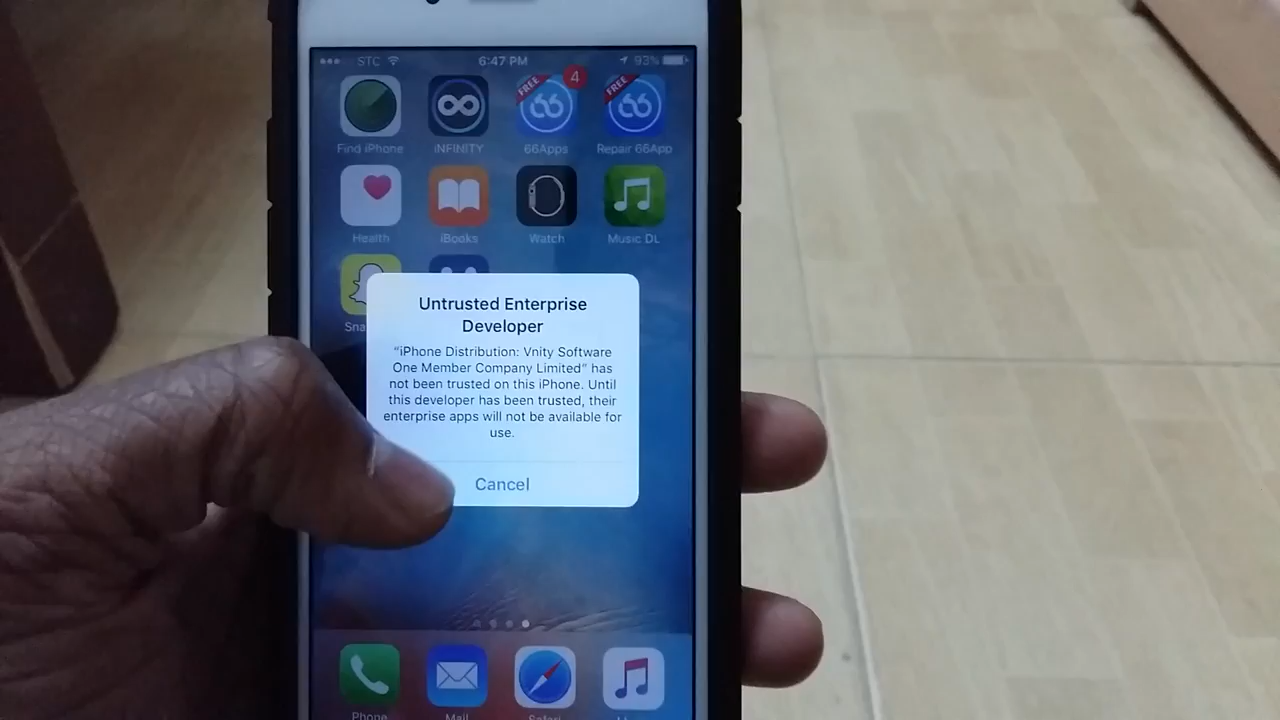 STC 6:47 PM 93%
FREE FREE
4
Find iPhone iNFINITY 66Apps Repair 66App
Health iBooks Watch Music DL
Untrusted Enterprise
Developer
“iPhone Distribution: Vnity Software
One Member Company Limited” has
not been trusted on this iPhone. Until
this developer has been trusted, their
enterprise apps will not be available for
use.
Cancel
Phone Mail Safari